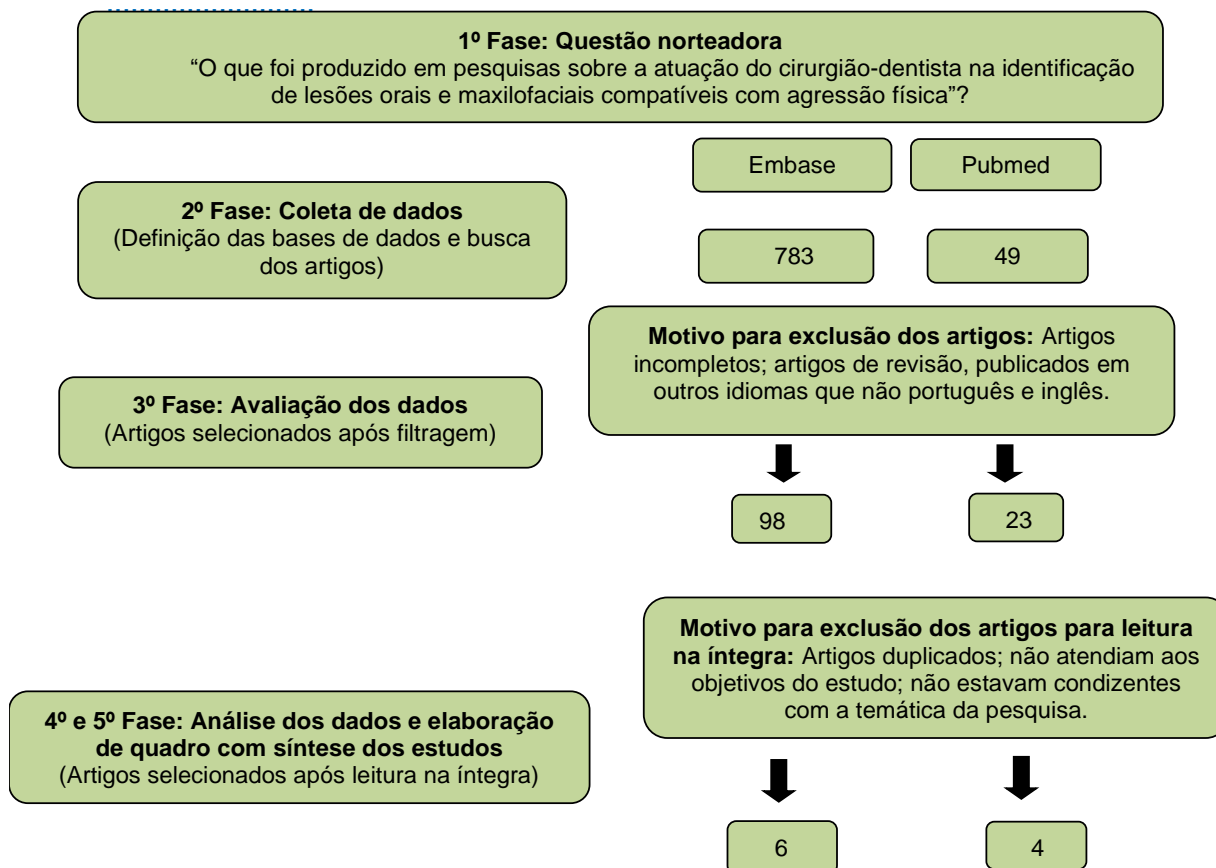 1º Fase: Questão norteadora
“O que foi produzido em pesquisas sobre a atuação do cirurgião-dentista na identificação
de lesões orais e maxilofaciais compatíveis com agressão física”?
Embase
Pubmed
2º Fase: Coleta de dados
(Definição das bases de dados e busca
dos artigos)
783
49
Motivo para exclusão dos artigos: Artigos
incompletos; artigos de revisão, publicados em
outros idiomas que não português e inglês.
3º Fase: Avaliação dos dados
(Artigos selecionados após filtragem)
98
23
Motivo para exclusão dos artigos para leitura
na íntegra: Artigos duplicados; não atendiam aos
objetivos do estudo; não estavam condizentes
com a temática da pesquisa.
4º e 5º Fase: Análise dos dados e elaboração
de quadro com síntese dos estudos
(Artigos selecionados após leitura na íntegra)
6
4